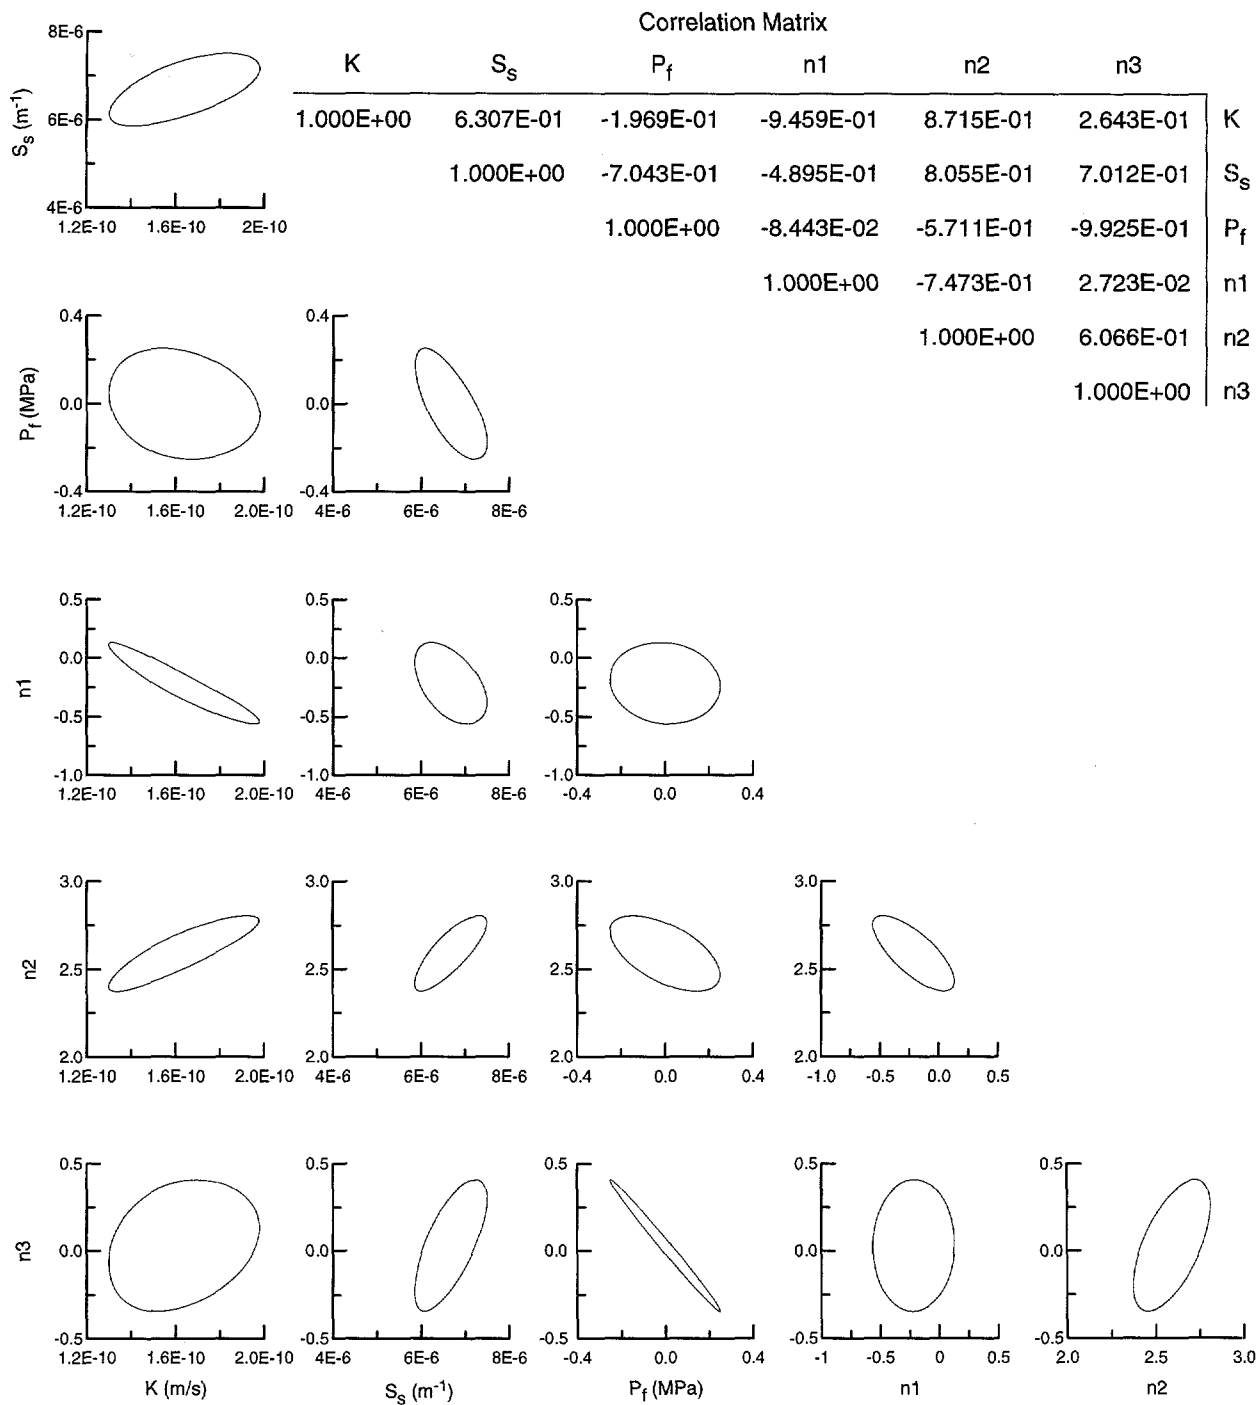 Correlation Matrix
K Ss Pf n1 n2 n3
1.000E+00 6.307E-01 -1.969E-01 -9.459E-01 8.715E-01 2.643E-01 K
1.000E+00 -7.043E-01 -4.895E-01 8.055E-01 7.012E-01 Ss
1.000E+00 -8.443E-02 -5.711E-01 -9.925E-01 Pf
1.000E+00 -7.473E-01 2.723E-02 n1
1.000E+00 6.066E-01 n2
1.000E+00 n3
8E-6
6E-6
4E-6
Ss (m-1)
1.2E-10 1.6E-10 2E-10
0.4 0.4
0.0 0.0
-0.4 -0.4
Pf (MPa)
1.2E-10 1.6E-10 2.0E-10 4E-6 6E-6 8E-6
0.5 0.5 0.5
0.0 0.0 0.0
-0.5 -0.5 -0.5
-1.0 -1.0 -1.0
n1
1.2E-10 1.6E-10 2.0E-10 4E-6 6E-6 8E-6 -0.4 0.0 0.4
3.0 3.0 3.0 3.0
2.5 2.5 2.5 2.5
2.0 2.0 2.0 2.0
n2
1.2E-10 1.6E-10 2.0E-10 4E-6 6E-6 8E-6 -0.4 0.0 0.4 -1.0 -0.5 0.0 0.5
0.5 0.5 0.5 0.5 0.5
0.0 0.0 0.0 0.0 0.0
-0.5 -0.5 -0.5 -0.5 -0.5
n3
1.2E-10 1.6E-10 2.0E-10 4E-6 6E-6 8E-6 -0.4 0.0 0.4 -1 -0.5 0 0.5 2.0 2.5 3.0
K (m/s) Ss (m-1) Pf (MPa) n1 n2